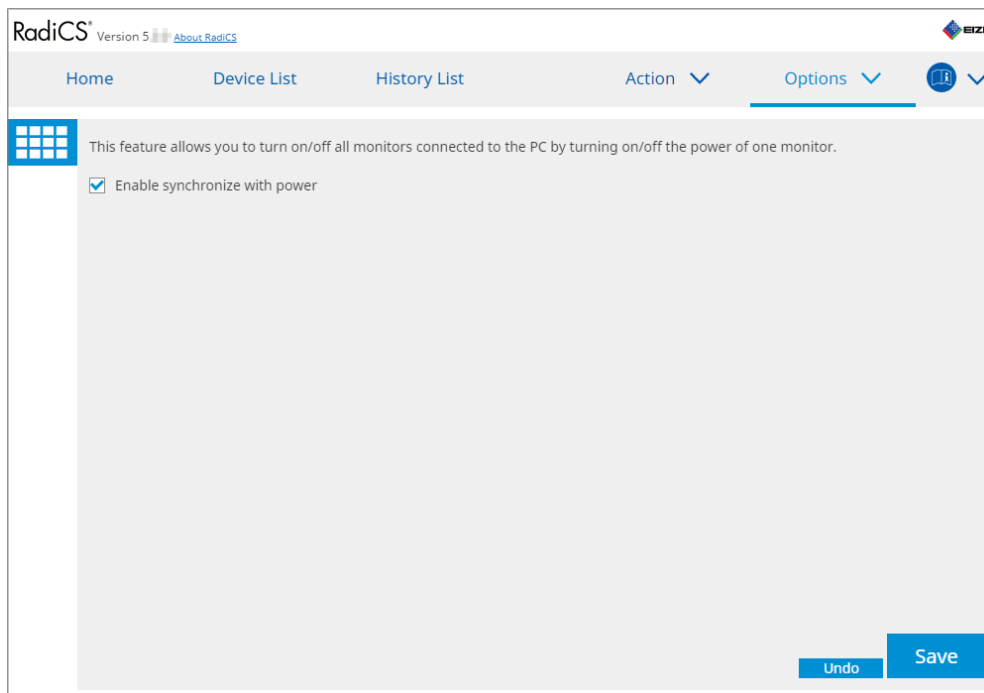 RadiCS® Version 5. About RadiCS
Home Device List History List Action Options
This feature allows you to turn on/off all monitors connected to the PC by turning on/off the power of one monitor.
Enable synchronize with power
Undo Save